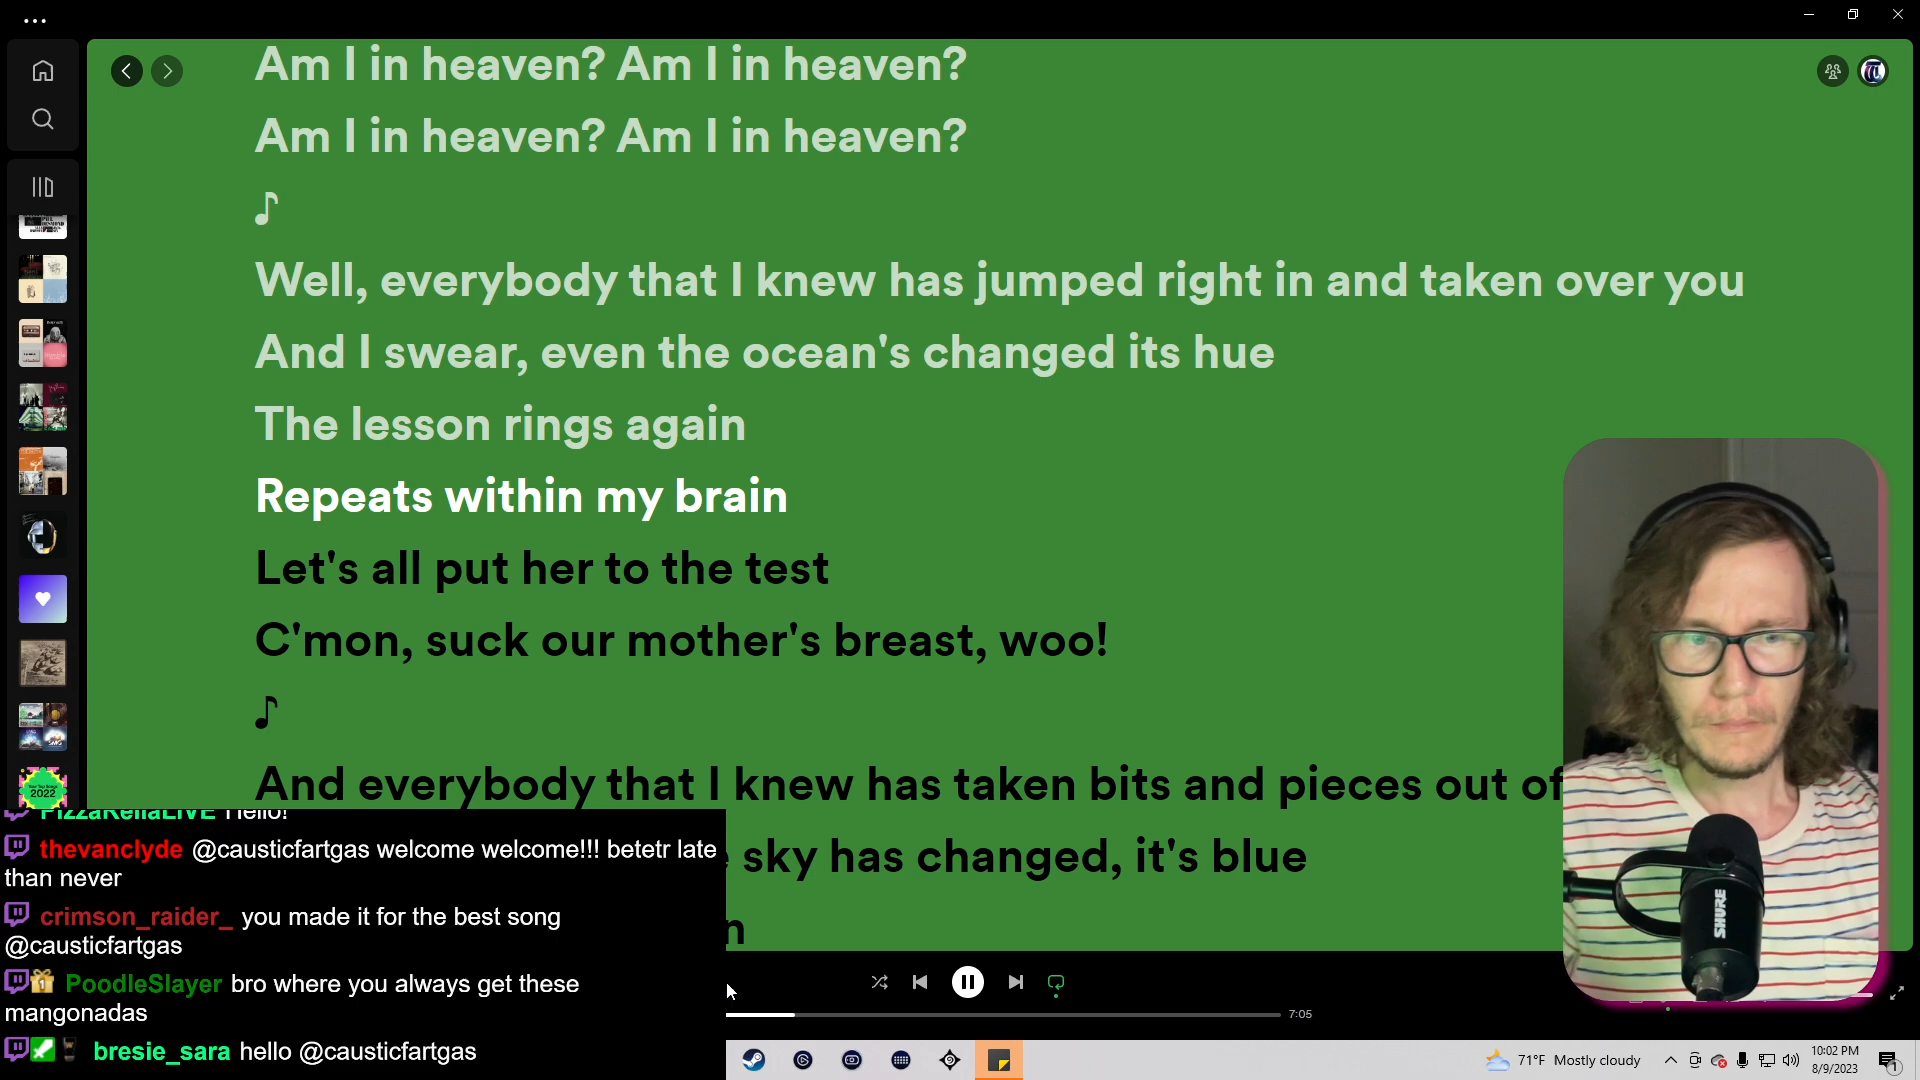 Am I in heaven? Am I in heaven?
Am I in heaven? Am I in heaven?
♪
Well, everybody that I knew has jumped right in and taken over you
And I swear, even the ocean's changed its hue
The lesson rings again
Repeats within my brain
Let's all put her to the test
C'mon, suck our mother's breast, woo!
♪
And everybody that I knew has taken bits and pieces out of
sky has changed, it's blue
2022
PizzaRellaLIVE Hello!
thevanclyde @causticfartgas welcome welcome!!! betetr late
than never
crimson_raider_ you made it for the best song
@causticfartgas
PoodleSlayer bro where you always get these
mangonadas
bresie_sara hello @causticfartgas
7:05
SHURE
71°F Mostly cloudy
10:02 PM
8/9/2023
1